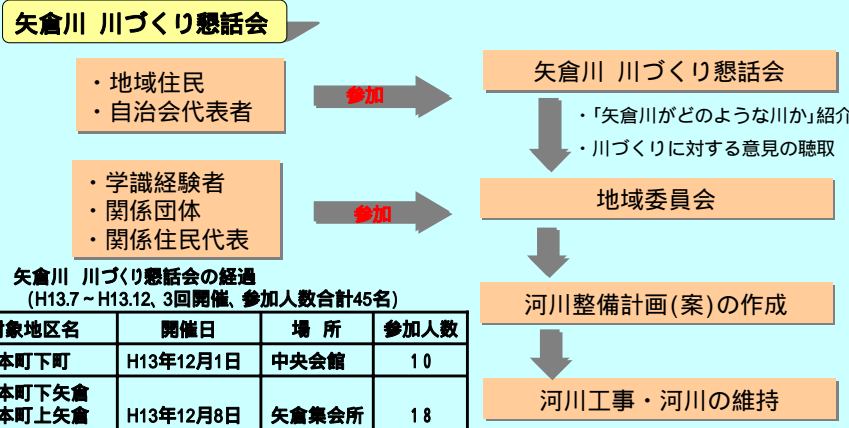 矢倉川 川づくり懇話会
・地域住民
・自治会代表者
参加
矢倉川 川づくり懇話会
・「矢倉川がどのような川か」紹介
・川づくりに対する意見の聴取
・学識経験者
・関係団体
・関係住民代表
参加
地域委員会
河川整備計画(案)の作成
河川工事・河川の維持
矢倉川 川づくり懇話会の経過
(H13.7～H13.12、3回開催、参加人数合計45名)
対象地区名 開催日 場 所 参加人数
本町下町 H13年12月1日 中央会館 10
本町下矢倉
本町上矢倉 H13年12月8日 矢倉集会所 18